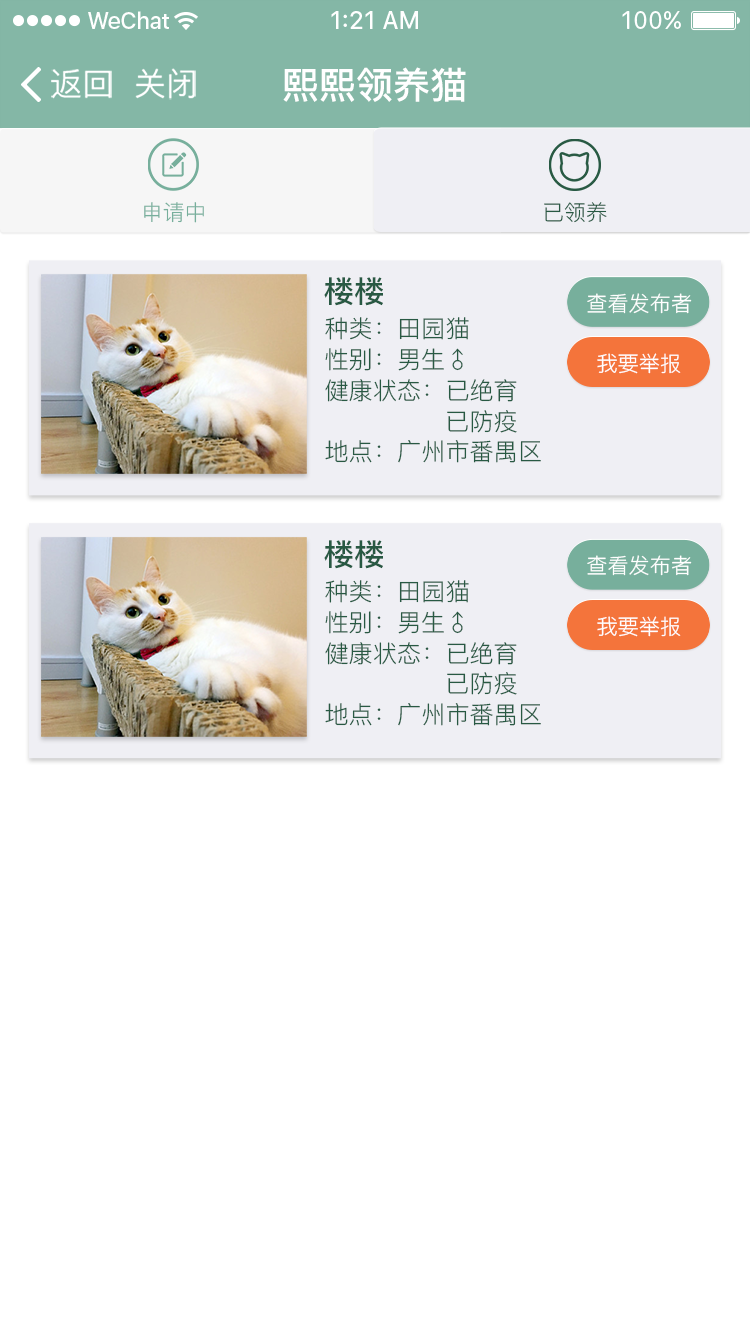 WeChat 1:21 AM 100%
返回 关闭 熙熙领养猫
申请中 已领养
楼楼
查看发布者
种类：田园猫
性别：男生♂
我要举报
健康状态：已绝育
已防疫
地点：广州市番禺区
楼楼
查看发布者
种类：田园猫
性别：男生♂
我要举报
健康状态：已绝育
已防疫
地点：广州市番禺区